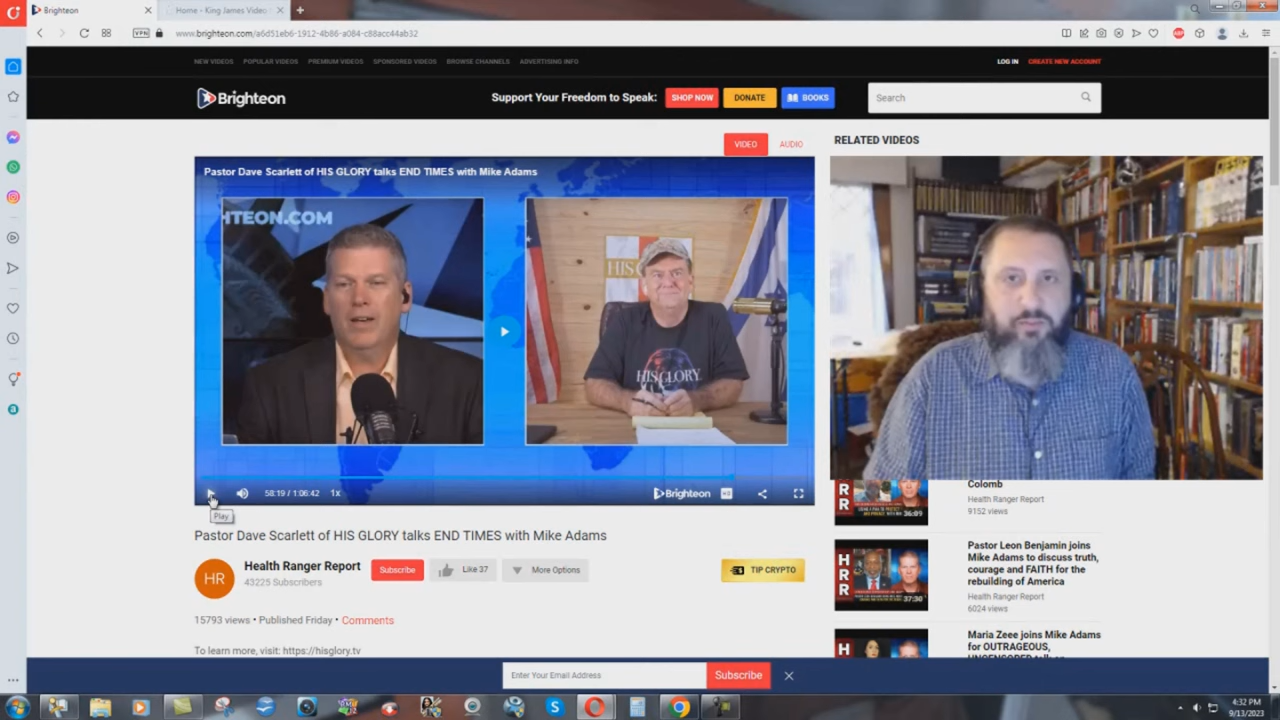 Brighteon
Home - King James Video
VPN
www.brighteon.com/a6d51eb6-1912-4b86-a084-c88acc44ab32
NEW VIDEOS POPULAR VIDEOS PREMIUM VIDEOS SPONSORED VIDEOS BROWSE CHANNELS ADVERTISING INFO
LOG IN CREATE NEW ACCOUNT
Brighteon
Support Your Freedom to Speak:
SHOP NOW
DONATE
BOOKS
Search
VIDEO
AUDIO
RELATED VIDEOS
Pastor Dave Scarlett of HIS GLORY talks END TIMES with Mike Adams
HTEON.COM
HIS GLORY
58:19 / 1:06:42 1x
Brighteon
Play
Pastor Dave Scarlett of HIS GLORY talks END TIMES with Mike Adams
HR
Health Ranger Report
43225 Subscribers
Subscribe
Like 37
More Options
TIP CRYPTO
15793 views • Published Friday • Comments
To learn more, visit: https://hisglory.tv
36:09
Colomb
Health Ranger Report
9152 views
HRR
37:30
Pastor Leon Benjamin joins
Mike Adams to discuss truth,
courage and FAITH for the
rebuilding of America
Health Ranger Report
6024 views
Maria Zeee joins Mike Adams
for OUTRAGEOUS,
Enter Your Email Address
Subscribe
4:32 PM
9/13/2023